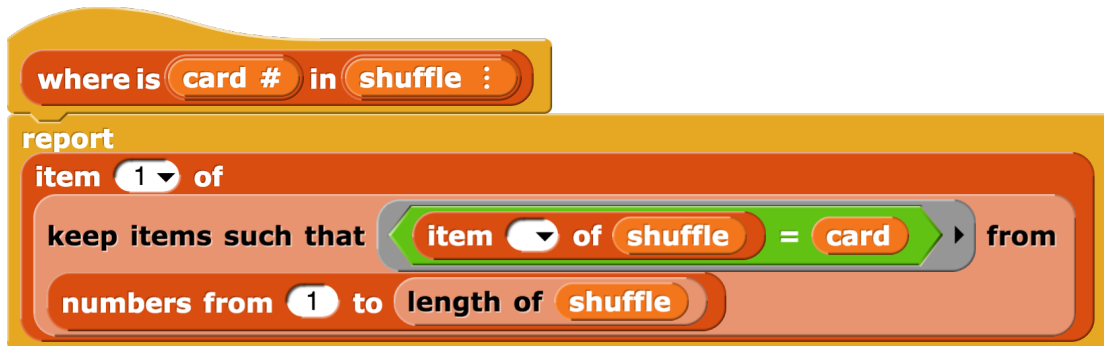 where is card # in shuffle ⋮
report
item 1 of
keep items such that item of shuffle = card from
numbers from 1 to length of shuffle